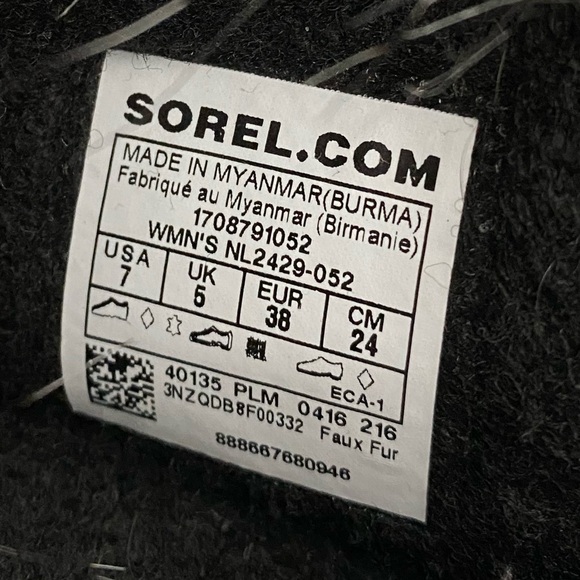 SOREL.COM
MADE IN MYANMAR(BURMA)
Fabriqué au Myanmar (Birmanie)
1708791052
WMN'S NL2429-052
USA UK EUR CM
7 5 38 24
ECA-1
40135 PLM 0416 216
3NZQDB8F00332 Faux Fur
888667680946